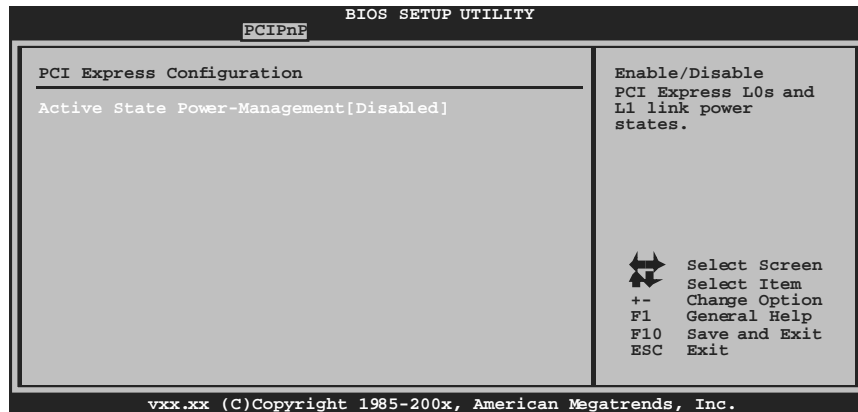 BIOS SETUP UTILITY
PCIPnP
PCI Express Configuration
Active State Power-Management[Disabled]
Enable/Disable
PCI Express L0s and
L1 link power
states.
Select Screen
Select Item
+- Change Option
F1 General Help
F10 Save and Exit
ESC Exit
vxx.xx (C)Copyright 1985-200x, American Megatrends, Inc.